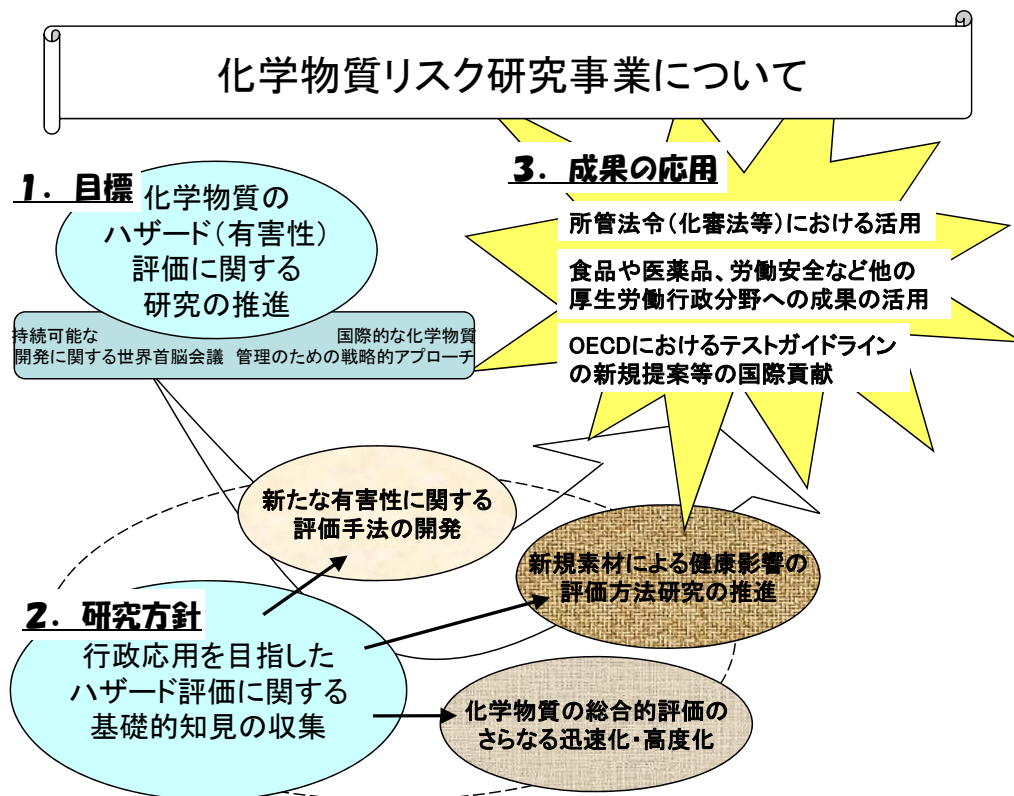 化学物質リスク研究事業について
1. 目標
化学物質の
ハザード(有害性)
評価に関する
研究の推進
持続可能な
開発に関する世界首脳会議
国際的な化学物質
管理のための戦略的アプローチ
3. 成果の応用
所管法令(化審法等)における活用
食品や医薬品、労働安全など他の
厚生労働行政分野への成果の活用
OECDにおけるテストガイドライン
の新規提案等の国際貢献
新たな有害性に関する
評価手法の開発
新規素材による健康影響の
評価方法研究の推進
2. 研究方針
行政応用を目指した
ハザード評価に関する
基礎的知見の収集
化学物質の総合的評価の
さらなる迅速化・高度化